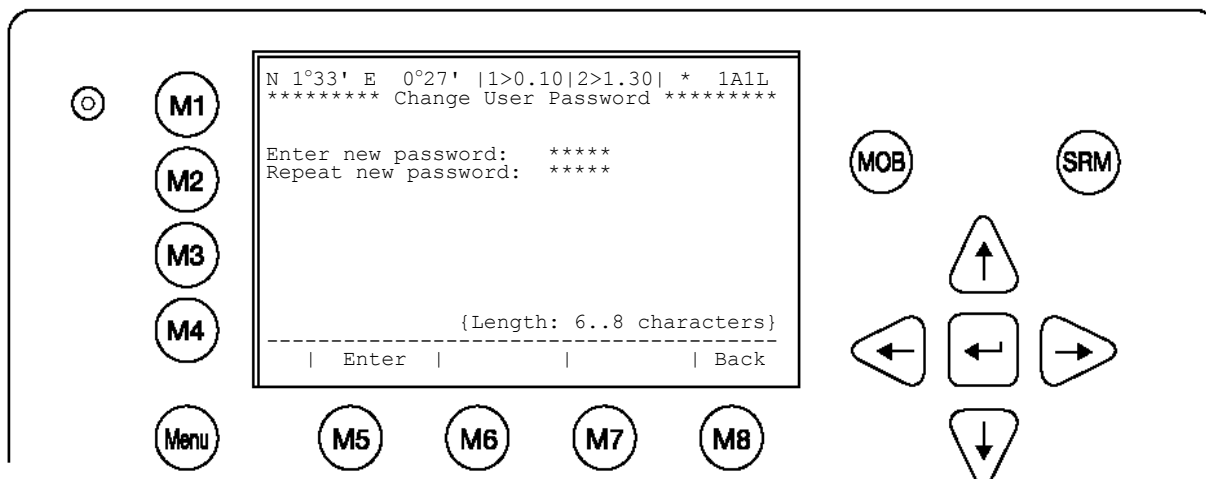 N 1°33' E 0°27' |1>0.10|2>1.30| * 1A1L
********* Change User Password *********
Enter new password: *****
Repeat new password: *****
{Length: 6..8 characters}
----------------------------------------
| Enter | | | Back
M1
M2
M3
M4
Menu
M5
M6
M7
M8
MOB
SRM